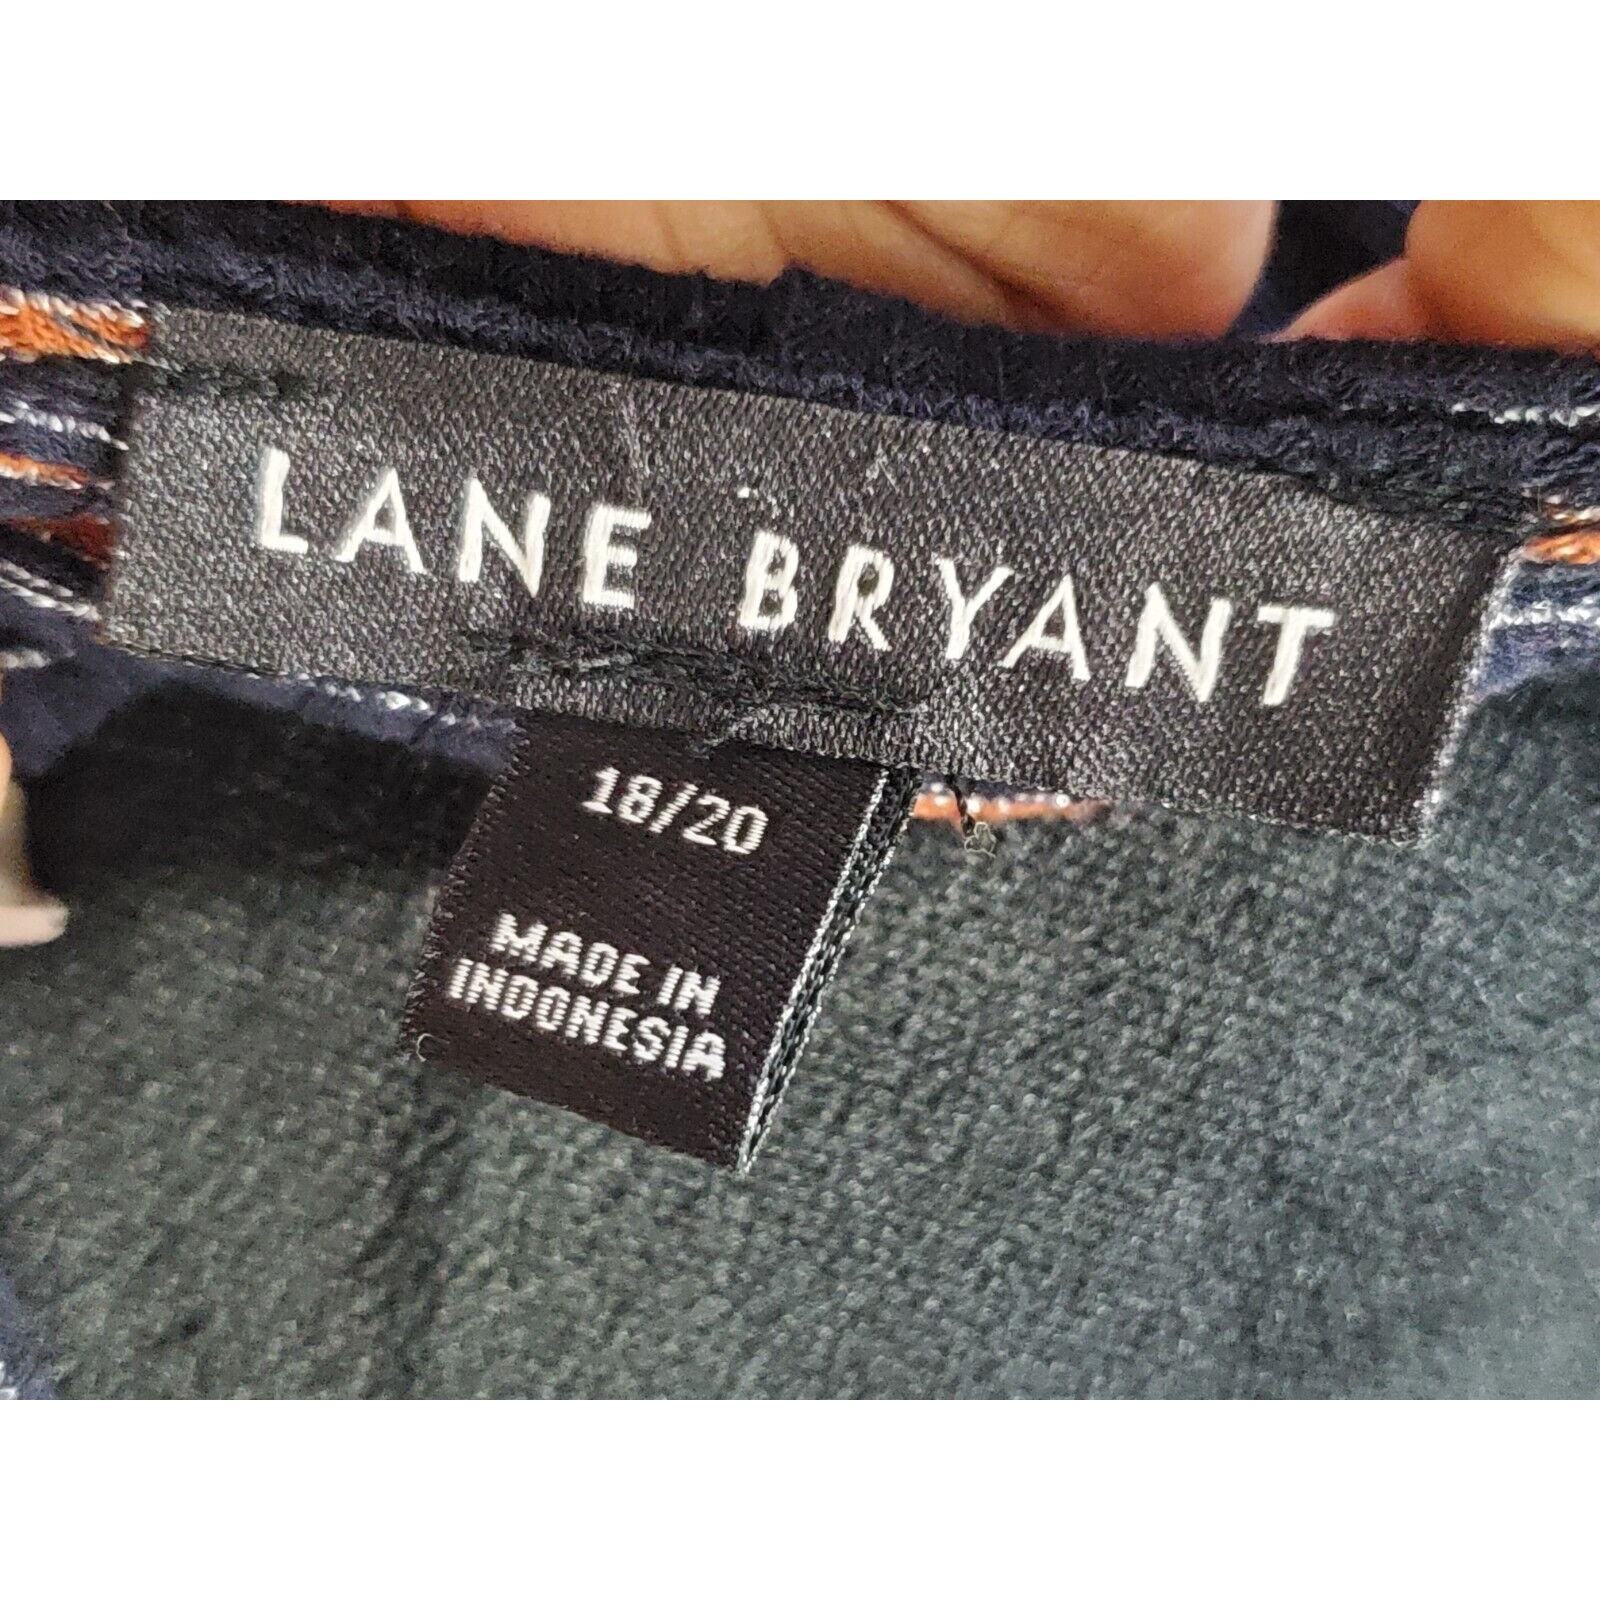 LANE BRYANT
18/20
MADE IN
INDONESIA